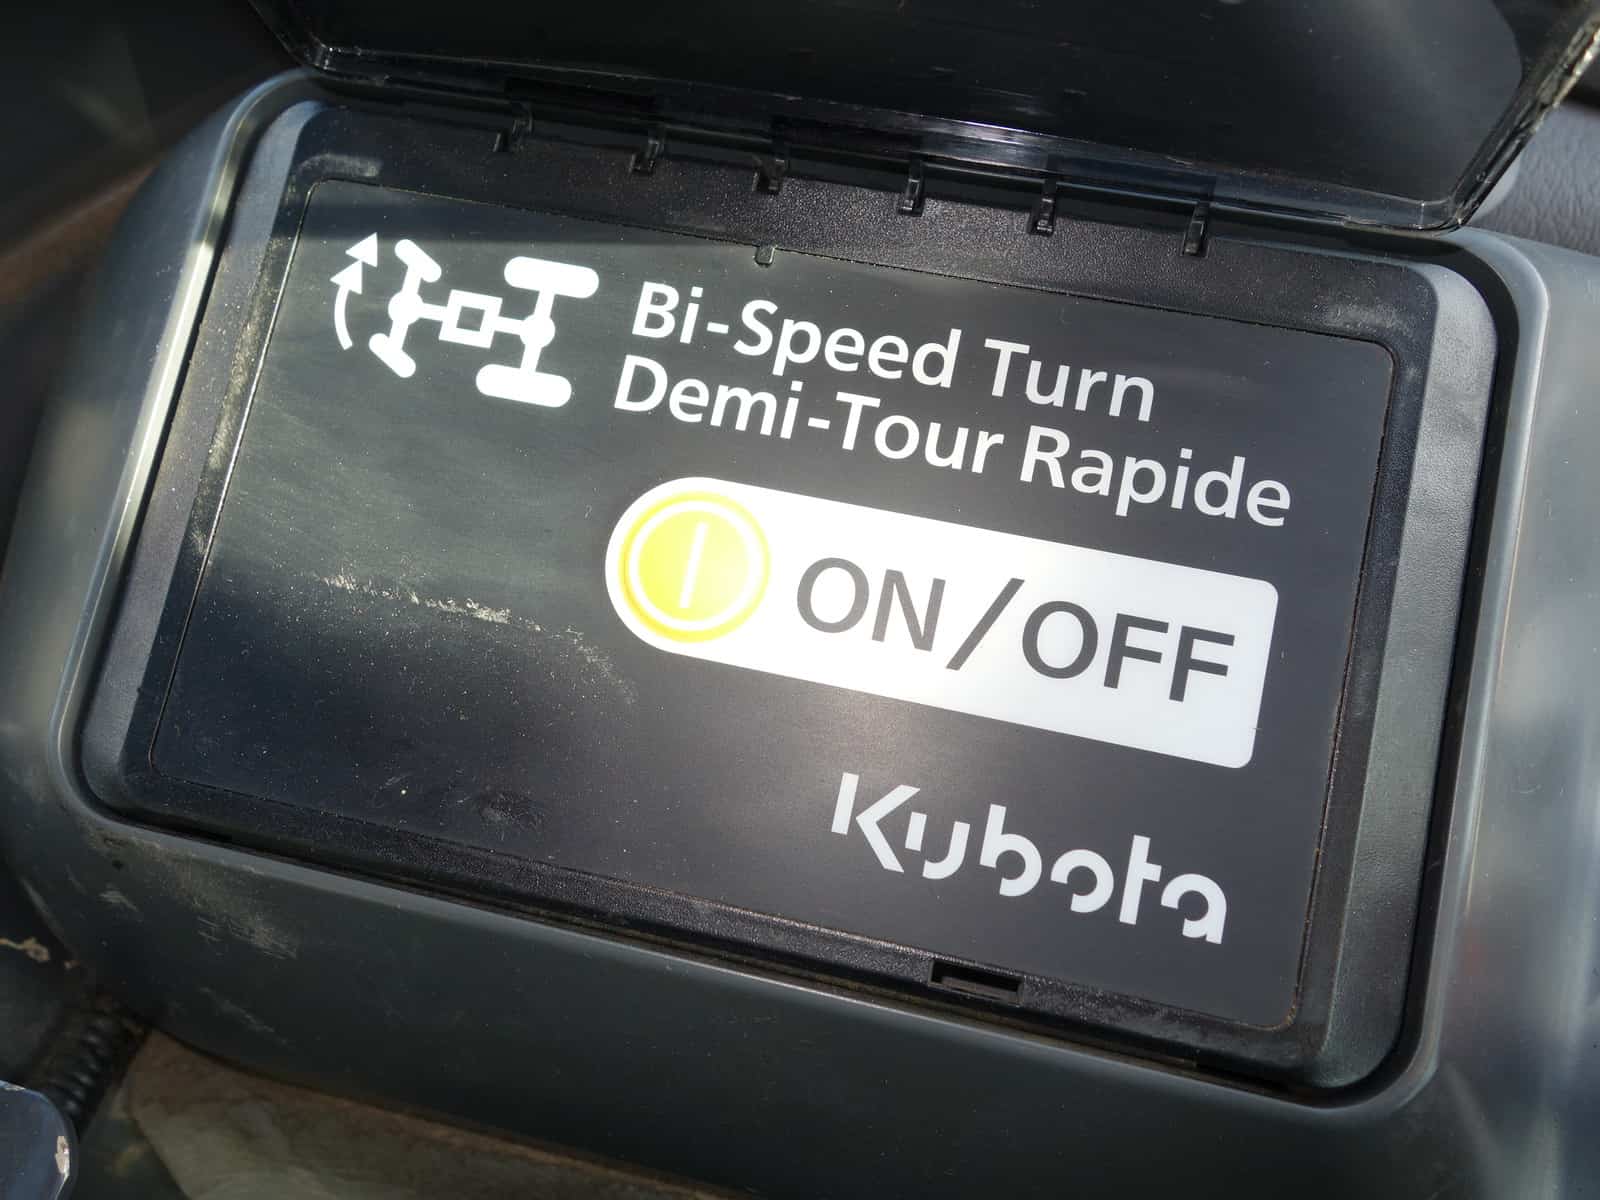 Bi-Speed Turn
Demi-Tour Rapide
ON/OFF
Kubota